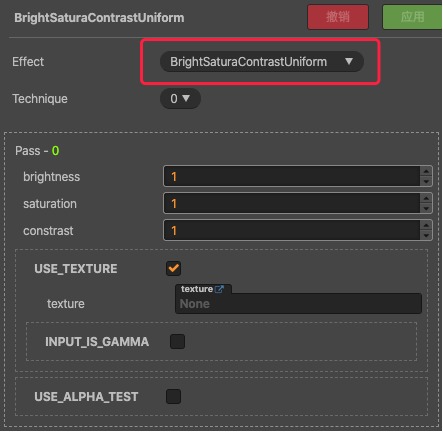 BrightSaturaContrastUniform 撤销 应用
Effect BrightSaturaContrastUniform
Technique 0
Pass - 0
brightness 1
saturation 1
constrast 1
USE_TEXTURE
texture
texture None
INPUT_IS_GAMMA
USE_ALPHA_TEST